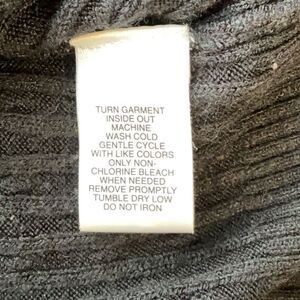 TURN GARMENT
INSIDE OUT
MACHINE
WASH COLD
GENTLE CYCLE
WITH LIKE COLORS
ONLY NON-
CHLORINE BLEACH
WHEN NEEDED
REMOVE PROMPTLY
TUMBLE DRY LOW
DO NOT IRON